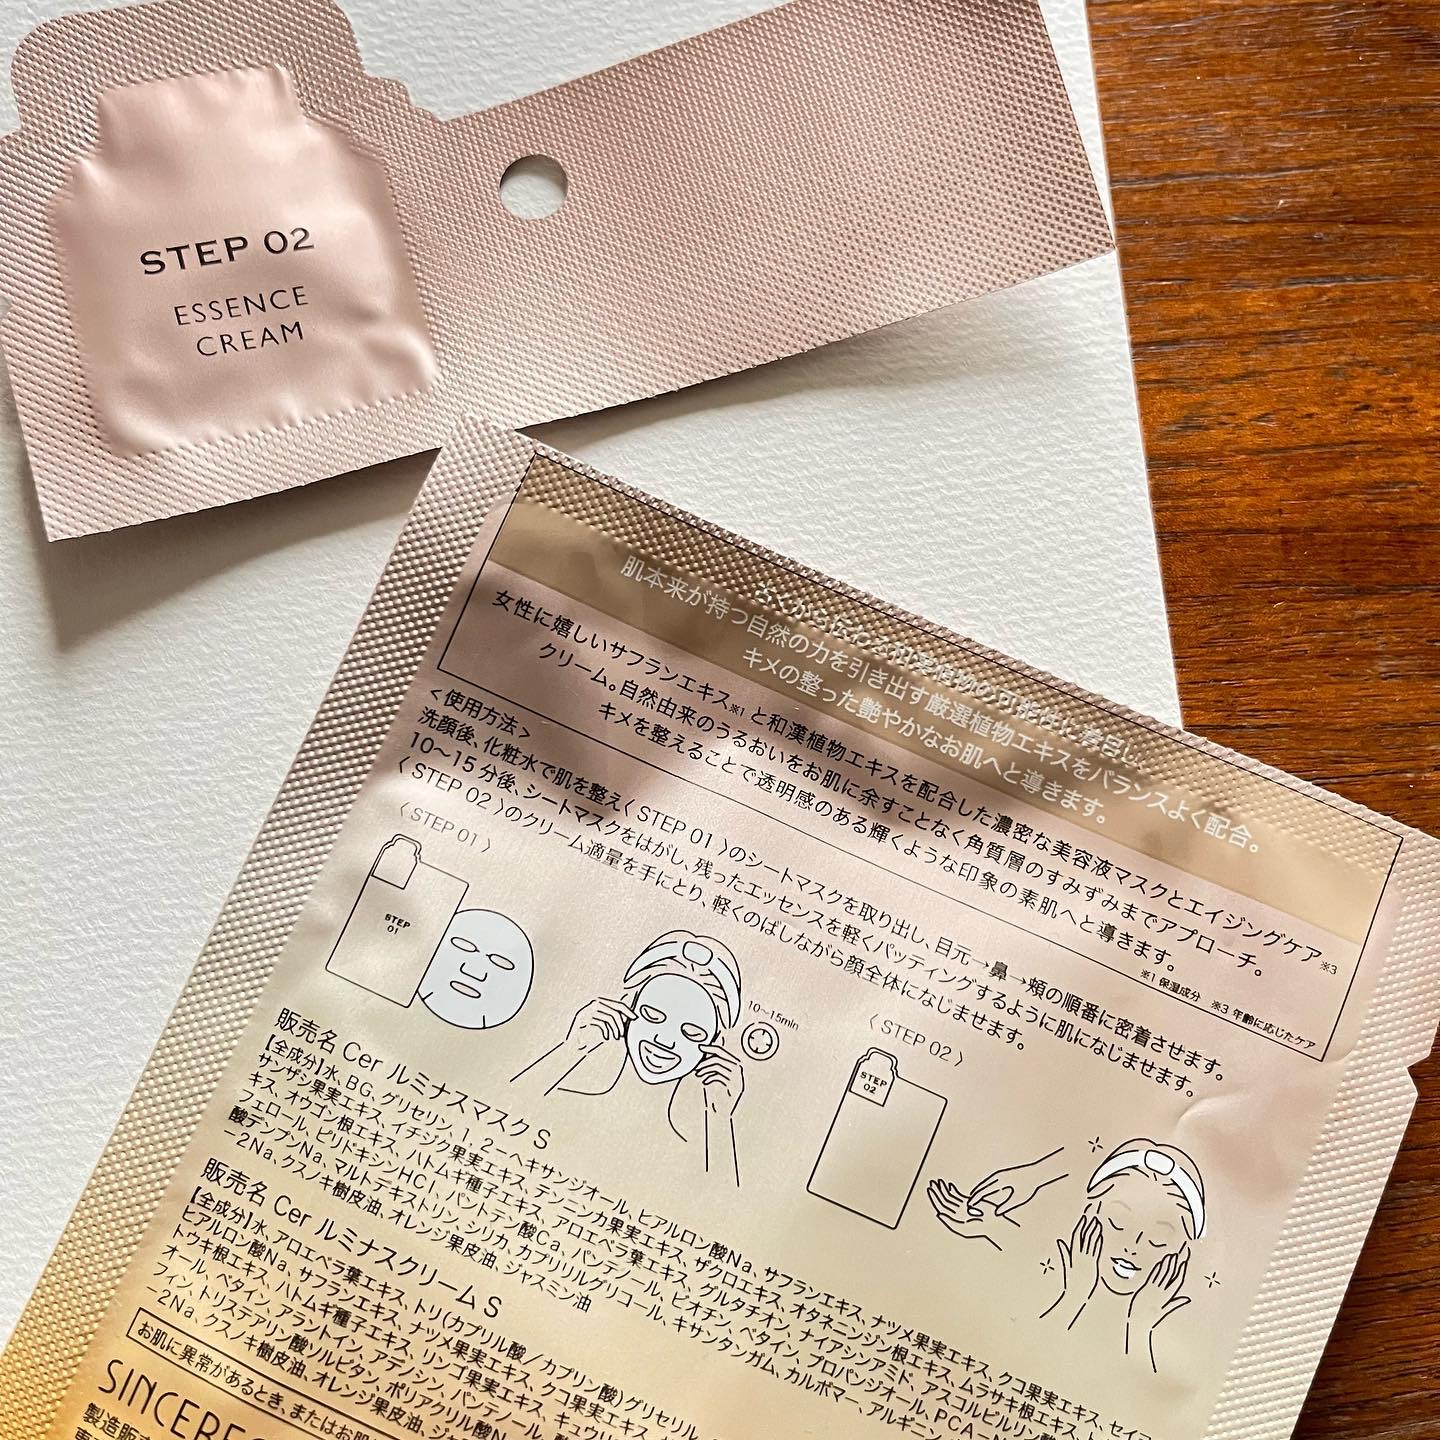 STEP 02
ESSENCE
CREAM
古くから伝わる和漢植物の可能性に着目し、
肌本来が持つ自然の力を引き出す厳選植物エキスをバランスよく配合。
キメの整った艶やかなお肌へと導きます。
女性に嬉しいサフランエキス※1と和漢植物エキスを配合した濃密な美容液マスクとエイジングケア※3
クリーム。自然由来のうるおいをお肌に余すことなく角質層のすみずみまでアプローチ。
キメを整えることで透明感のある輝くような印象の素肌へと導きます。
※1 保湿成分 ※3 年齢に応じたケア
<使用方法>
洗顔後、化粧水で肌を整え〈STEP 01〉のシートマスクを取り出し、目元→鼻→頬の順番に密着させます。
10〜15分後、シートマスクをはがし、残ったエッセンスを軽くパッティングするように肌になじませます。
〈STEP 02〉のクリーム適量を手にとり、軽くのばしながら顔全体になじませます。
〈STEP 01〉
STEP
01
10〜15min
〈STEP 02〉
STEP
02
販売名 Cer ルミナスマスク S
【全成分】水、BG、グリセリン、1,2-ヘキサンジオール、ヒアルロン酸Na、サフランエキス、ナツメ果実エキス、クコ果実エキス、セイヨ
サンザシ果実エキス、イチジク果実エキス、テンニンカ果実エキス、ザクロエキス、オタネニンジン根エキス、ムラサキ根エキス、ト
キス、オウゴン根エキス、ハトムギ種子エキス、アロエベラ葉エキス、グルタチオン、ナイアシンアミド、アスコルビルリン酸
フェロール、ピリドキシンHCl、パントテン酸Ca、パンテノール、ビオチン、ベタイン、プロパンジオール、PCA-N
酸デシアンNa、マルトデキストリン、シリカ、カプリリルグリコール、キサンタンガム、カルボマー、アルギニン、
-2Na、クスノキ樹皮油、オレンジ果皮油、ジャスミン油
販売名 Cer ルミナスクリーム S
【全成分】水、アロエベラ葉エキス、トリ(カプリル酸/カプリン酸)グリセリル、
ヒアルロン酸Na、サフランエキス、ナツメ果実エキス、クコ果実エキス、
トウキ根エキス、ハトムギ種子エキス、リンゴ果実エキス、キュウリ
オール、ベタイン、アラントイン、アデノシン、パンテノール、
フィン、トリステアリン酸ソルビタン、ポリアクリル酸N
-2Na、クスノキ樹皮油、オレンジ果皮油、ジャ
お肌に異常があるとき、またはお肌
SINCERE
製造販売